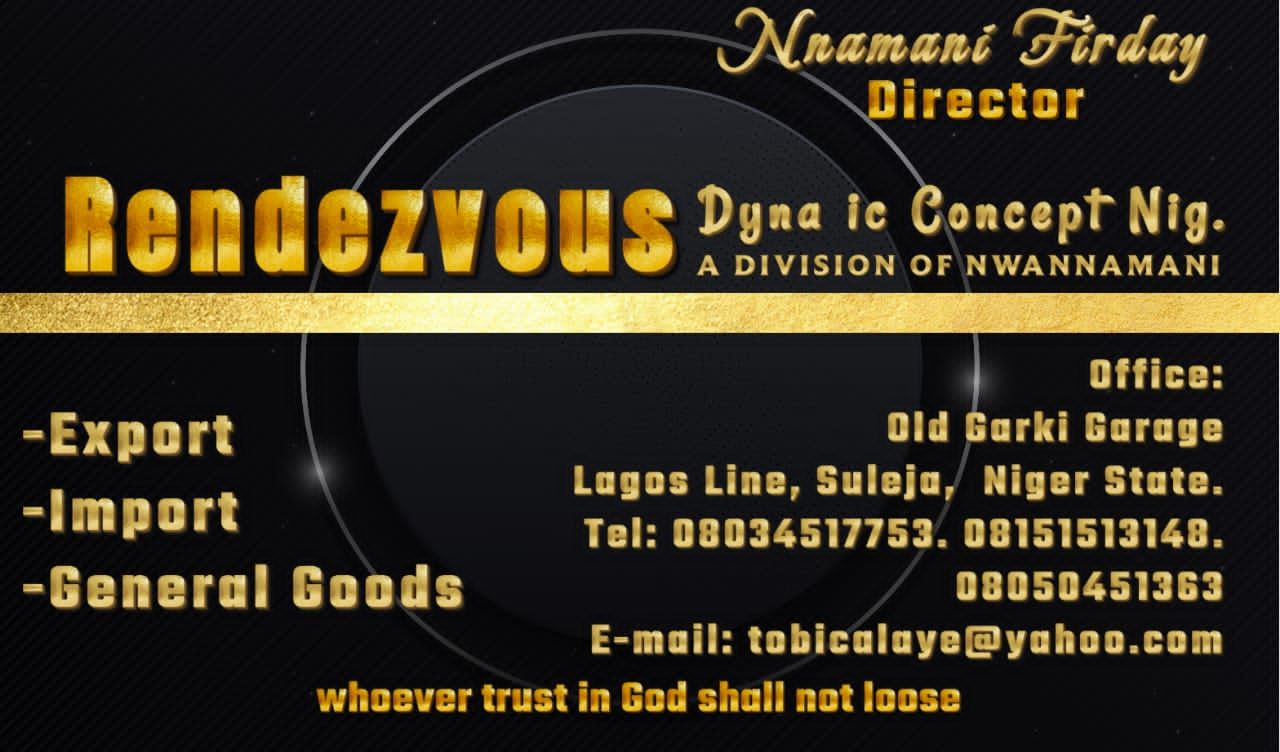 Nnamani Firday
Director
Rendezvous Dyna ic Concept Nig.
A DIVISION OF NWANNAMANI
-Export
-Import
-General Goods
Office:
Old Garki Garage
Lagos Line, Suleja, Niger State.
Tel: 08034517753. 08151513148.
08050451363
E-mail: tobicalaye@yahoo.com
whoever trust in God shall not loose